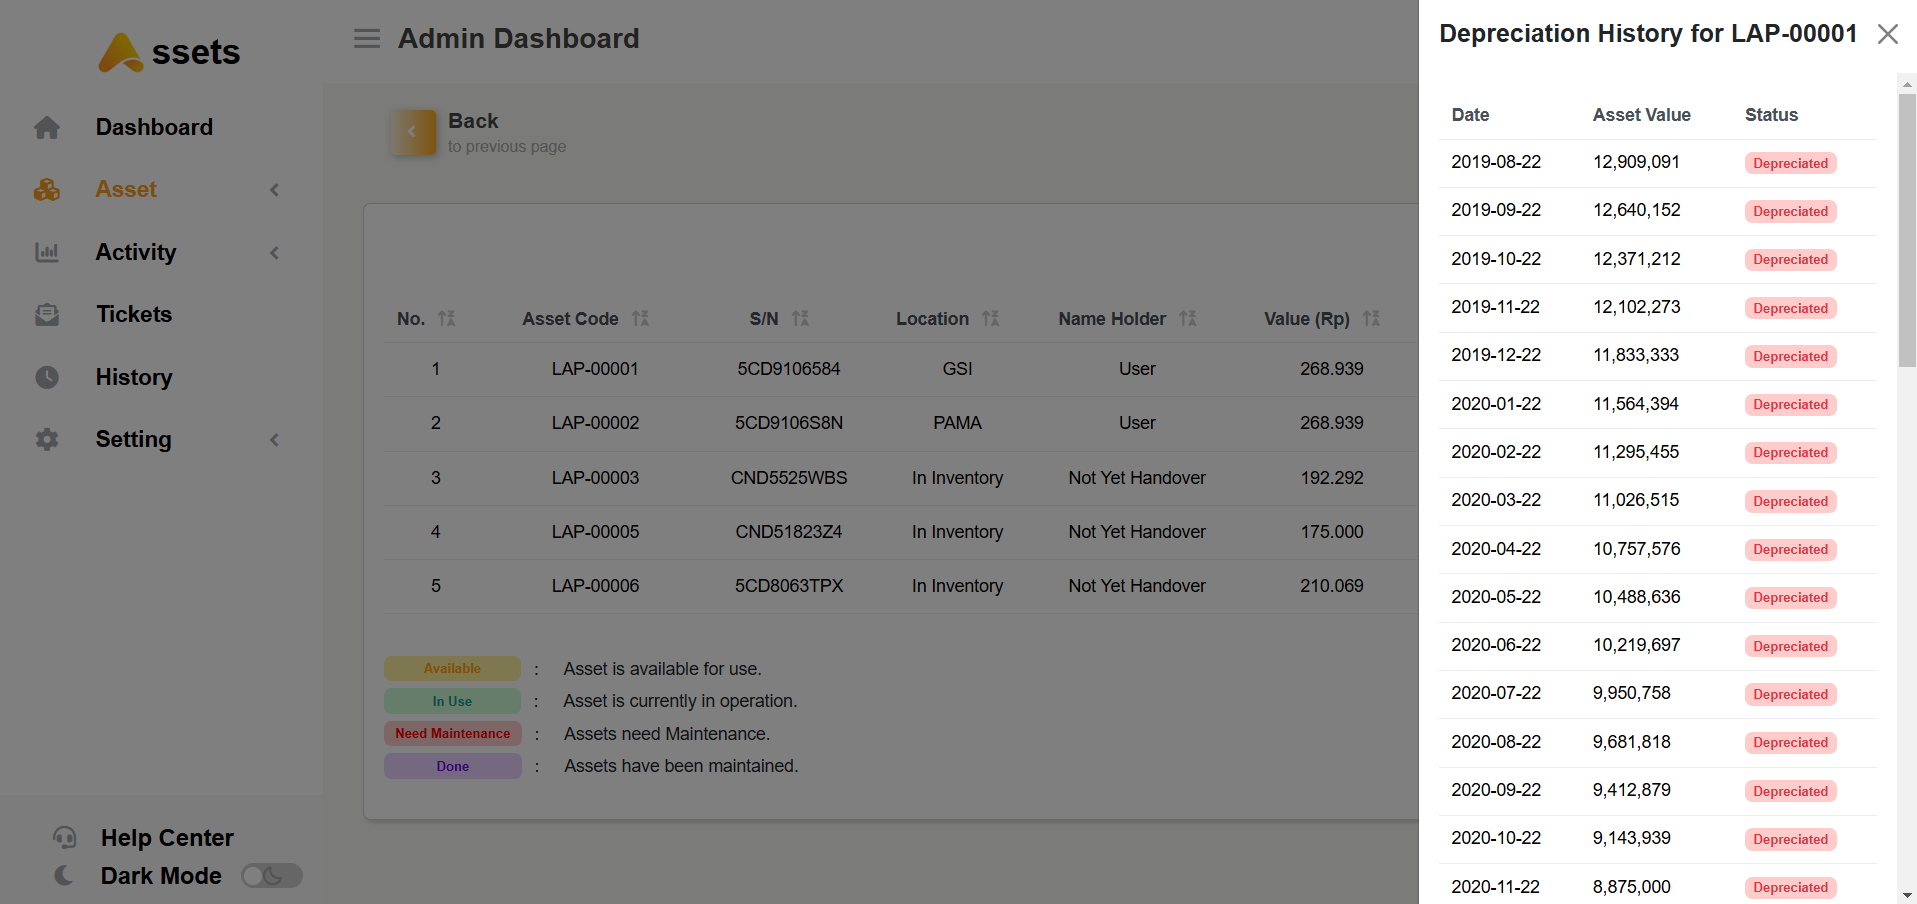 ssets
Dashboard
Asset
Activity
Tickets
History
Setting
Help Center
Dark Mode
Admin Dashboard
Back
to previous page
No. Asset Code S/N Location Name Holder Value (Rp)
1 LAP-00001 5CD9106584 GSI User 268.939
2 LAP-00002 5CD9106S8N PAMA User 268.939
3 LAP-00003 CND5525WBS In Inventory Not Yet Handover 192.292
4 LAP-00005 CND51823Z4 In Inventory Not Yet Handover 175.000
5 LAP-00006 5CD8063TPX In Inventory Not Yet Handover 210.069
Available : Asset is available for use.
In Use : Asset is currently in operation.
Need Maintenance : Assets need Maintenance.
Done : Assets have been maintained.
Depreciation History for LAP-00001
Date Asset Value Status
2019-08-22 12,909,091 Depreciated
2019-09-22 12,640,152 Depreciated
2019-10-22 12,371,212 Depreciated
2019-11-22 12,102,273 Depreciated
2019-12-22 11,833,333 Depreciated
2020-01-22 11,564,394 Depreciated
2020-02-22 11,295,455 Depreciated
2020-03-22 11,026,515 Depreciated
2020-04-22 10,757,576 Depreciated
2020-05-22 10,488,636 Depreciated
2020-06-22 10,219,697 Depreciated
2020-07-22 9,950,758 Depreciated
2020-08-22 9,681,818 Depreciated
2020-09-22 9,412,879 Depreciated
2020-10-22 9,143,939 Depreciated
2020-11-22 8,875,000 Depreciated